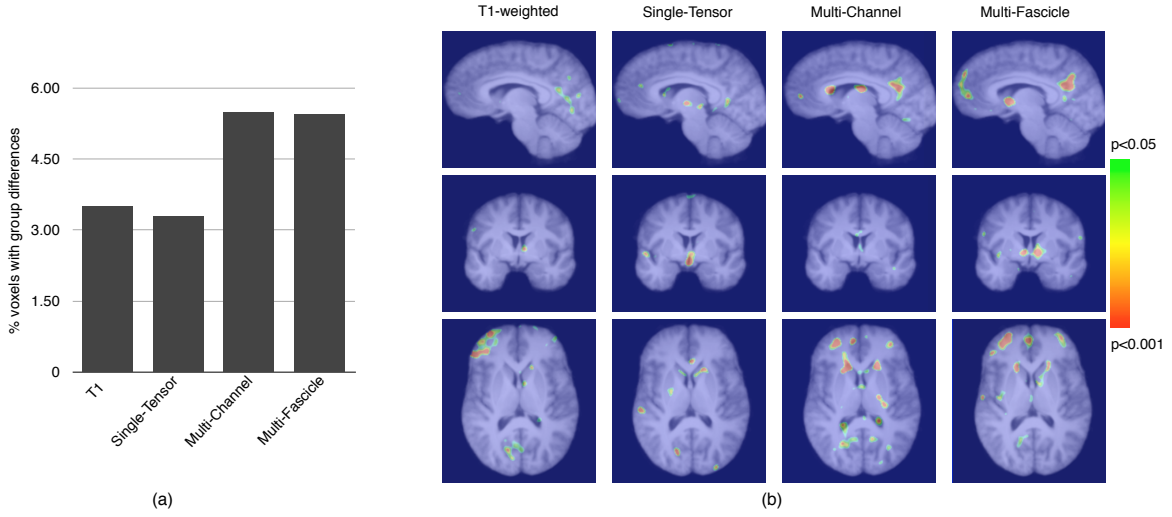 T1-weighted
Single-Tensor
Multi-Channel
Multi-Fascicle
% voxels with group differences
6.00
4.50
3.00
1.50
0
T1
Single-Tensor
Multi-Channel
Multi-Fascicle
p<0.05
p<0.001
(a)
(b)